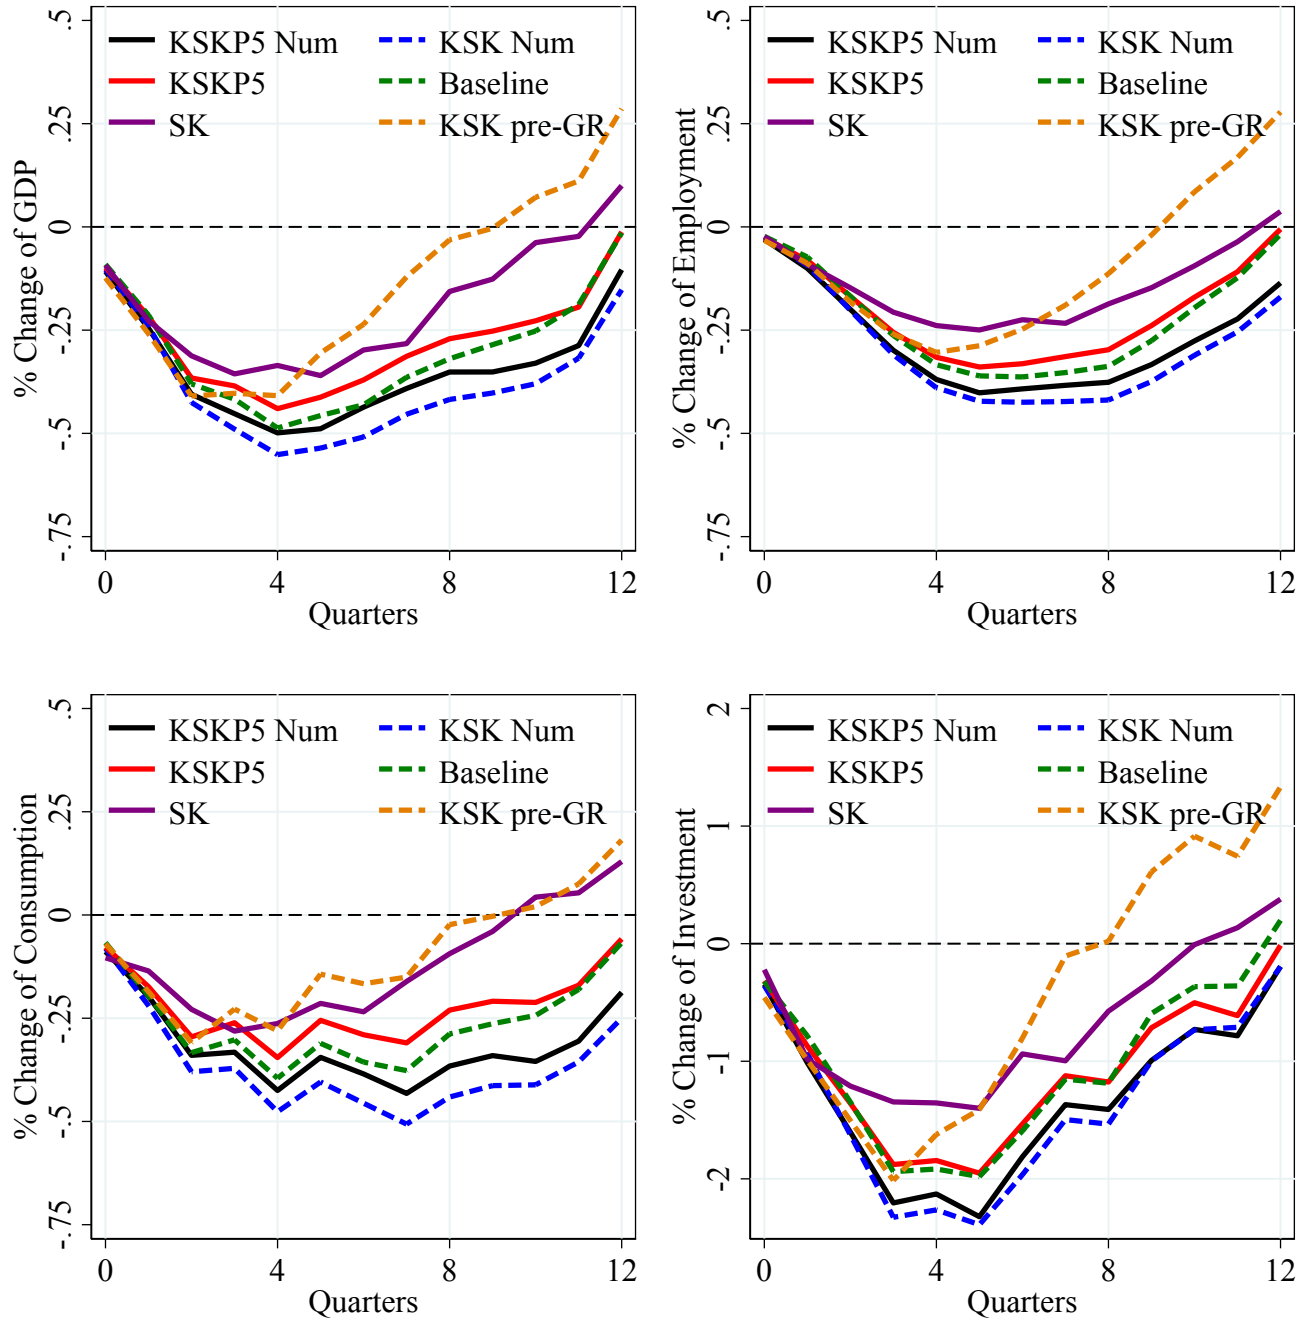 % Change of GDP
.5
.25
0
-.25
-.5
-.75
KSKP5 Num
KSK Num
KSKP5
Baseline
SK
KSK pre-GR
0
4
8
12
Quarters
% Change of Employment
.5
.25
0
-.25
-.5
-.75
KSKP5 Num
KSK Num
KSKP5
Baseline
SK
KSK pre-GR
0
4
8
12
Quarters
% Change of Consumption
.5
.25
0
-.25
-.5
-.75
KSKP5 Num
KSK Num
KSKP5
Baseline
SK
KSK pre-GR
0
4
8
12
Quarters
% Change of Investment
2
1
0
-1
-2
KSKP5 Num
KSK Num
KSKP5
Baseline
SK
KSK pre-GR
0
4
8
12
Quarters